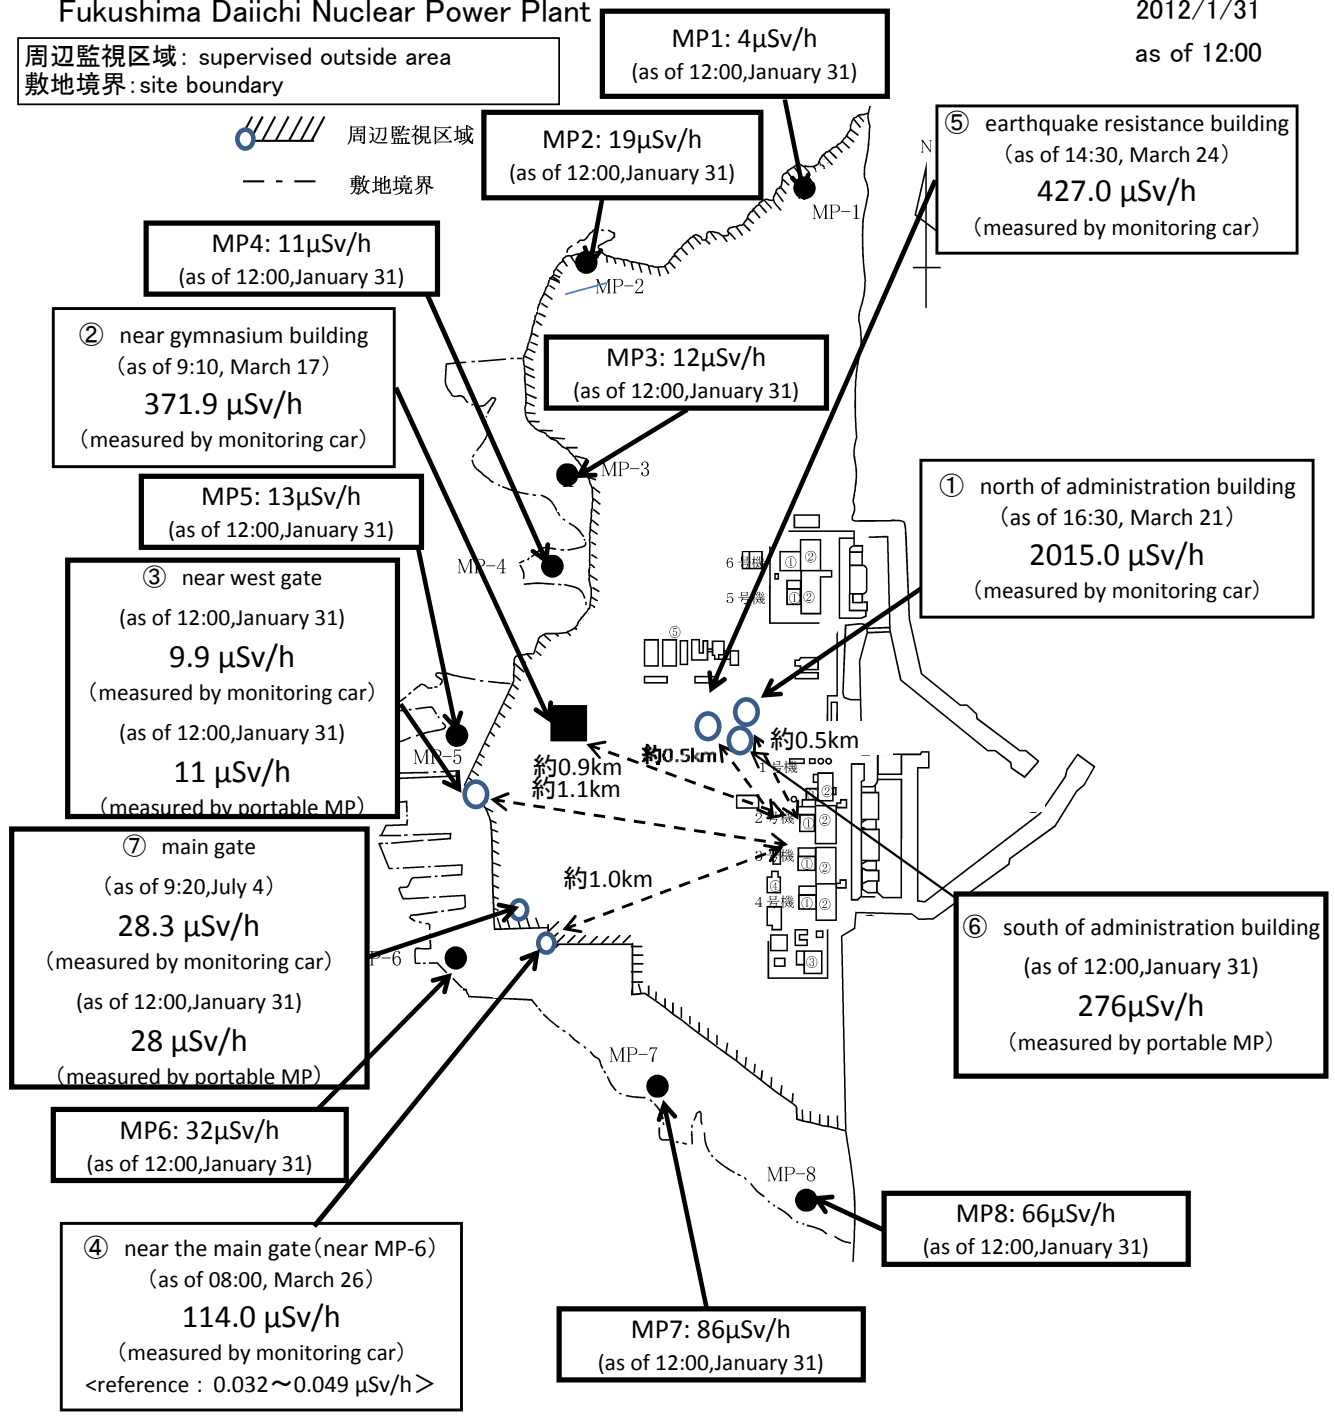 Fukushima Daiichi Nuclear Power Plant
2012/1/31
as of 12:00
周辺監視区域: supervised outside area
敷地境界:site boundary
周辺監視区域
敷地境界
MP1: 4μSv/h
(as of 12:00,January 31)
MP2: 19μSv/h
(as of 12:00,January 31)
⑤ earthquake resistance building
(as of 14:30, March 24)
427.0 μSv/h
(measured by monitoring car)
N
MP-1
MP4: 11μSv/h
(as of 12:00,January 31)
MP-2
② near gymnasium building
(as of 9:10, March 17)
371.9 μSv/h
(measured by monitoring car)
MP3: 12μSv/h
(as of 12:00,January 31)
MP-3
MP5: 13μSv/h
(as of 12:00,January 31)
① north of administration building
(as of 16:30, March 21)
2015.0 μSv/h
(measured by monitoring car)
MP-4
6号機
① ②
5号機
① ②
③ near west gate
(as of 12:00,January 31)
9.9 μSv/h
(measured by monitoring car)
(as of 12:00,January 31)
11 μSv/h
(measured by portable MP)
⑤
MP-5
約0.9km
約1.1km
約0.5km
約0.5km
1号機
②
2号機
① ②
3号機
① ②
④
4号機
① ②
③
約1.0km
⑦ main gate
(as of 9:20,July 4)
28.3 μSv/h
(measured by monitoring car)
(as of 12:00,January 31)
28 μSv/h
(measured by portable MP)
P-6
⑥ south of administration building
(as of 12:00,January 31)
276μSv/h
(measured by portable MP)
MP-7
MP6: 32μSv/h
(as of 12:00,January 31)
MP-8
MP8: 66μSv/h
(as of 12:00,January 31)
④ near the main gate(near MP-6)
(as of 08:00, March 26)
114.0 μSv/h
(measured by monitoring car)
<reference : 0.032～0.049 μSv/h＞
MP7: 86μSv/h
(as of 12:00,January 31)